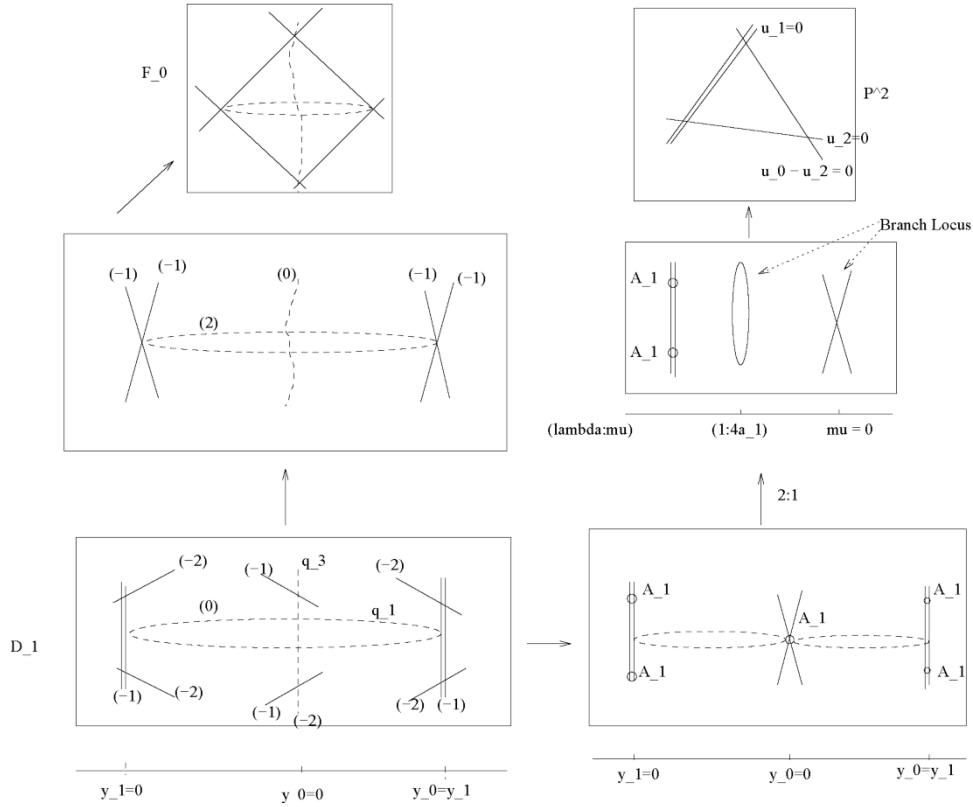 F_0
u_1=0
P^2
u_2=0
u_0 − u_2 = 0
(−1)
(−1)
(0)
(−1)
(−1)
(2)
Branch Locus
A_1
A_1
(lambda:mu)
(1:4a_1)
mu = 0
2:1
D_1
(−2)
(−1)
q_3
(−2)
(0)
q_1
(−1)
(−2)
(−1)
(−2)
(−2)
(−1)
A_1
A_1
A_1
A_1
A_1
y_1=0
y_0=0
y_0=y_1
y_1=0
y_0=0
y_0=y_1